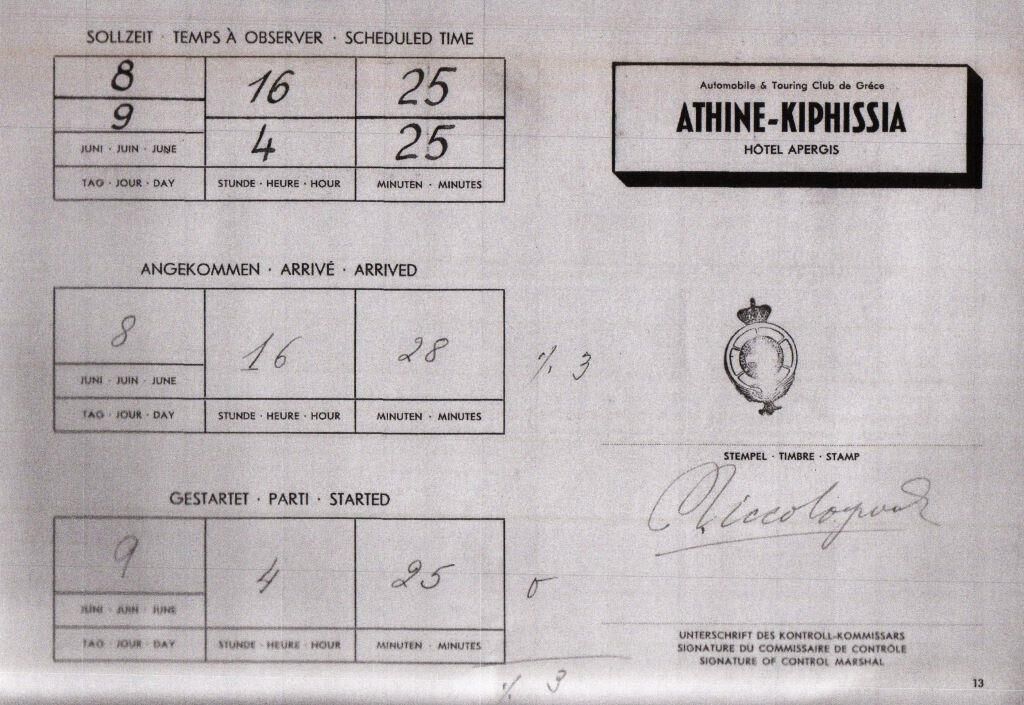 SOLLZEIT · TEMPS À OBSERVER · SCHEDULED TIME
8 16 25
9 4 25
JUNI · JUIN · JUNE
TAG · JOUR · DAY STUNDE · HEURE · HOUR MINUTEN · MINUTES
Automobile & Touring Club de Gréce
ATHINE-KIPHISSIA
HÔTEL APERGIS
ANGEKOMMEN · ARRIVÉ · ARRIVED
8 16 28 ·/. 3
JUNI · JUIN · JUNE
TAG · JOUR · DAY STUNDE · HEURE · HOUR MINUTEN · MINUTES
STEMPEL · TIMBRE · STAMP
GESTARTET · PARTI · STARTED
9 4 25 0
JUNI · JUIN · JUNE
TAG · JOUR · DAY STUNDE · HEURE · HOUR MINUTEN · MINUTES
·/. 3
UNTERSCHRIFT DES KONTROLL-KOMMISSARS
SIGNATURE DU COMMISSAIRE DE CONTRÔLE
SIGNATURE OF CONTROL MARSHAL
13